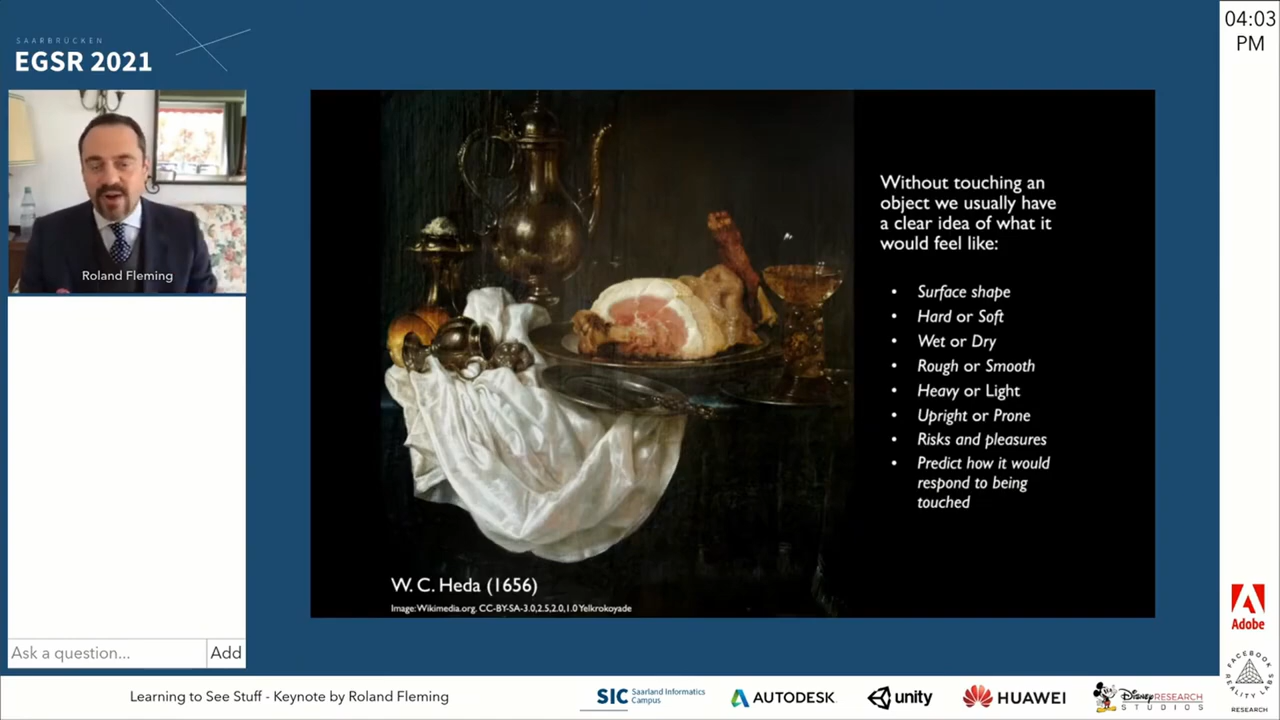 SAARBRÜCKEN
EGSR 2021
04:03
PM
Roland Fleming
Without touching an
object we usually have
a clear idea of what it
would feel like:
• Surface shape
• Hard or Soft
• Wet or Dry
• Rough or Smooth
• Heavy or Light
• Upright or Prone
• Risks and pleasures
• Predict how it would
respond to being
touched
W. C. Heda (1656)
Image: Wikimedia.org. CC-BY-SA-3.0,2.5,2.0,1.0 Yelkrokoyade
Ask a question...
Add
Adobe
FACEBOOK
REALITY LABS
RESEARCH
Learning to See Stuff - Keynote by Roland Fleming
SIC Saarland Informatics
Campus
AUTODESK
unity
HUAWEI
Disney RESEARCH
STUDIOS